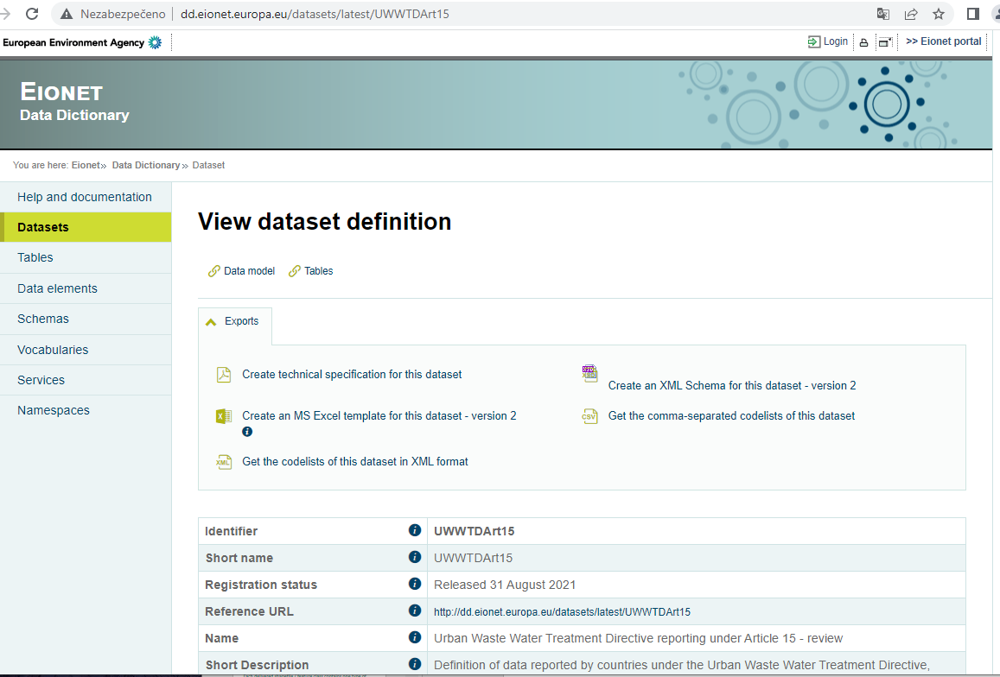 Nezabezpečeno dd.eionet.europa.eu/datasets/latest/UWWTDArt15
European Environment Agency
Login >> Eionet portal
EIONET
Data Dictionary
You are here: Eionet» Data Dictionary » Dataset
Help and documentation
Datasets
Tables
Data elements
Schemas
Vocabularies
Services
Namespaces
View dataset definition
Data model Tables
Exports
Create technical specification for this dataset
Create an XML Schema for this dataset - version 2
Create an MS Excel template for this dataset - version 2
CSV Get the comma-separated codelists of this dataset
XML Get the codelists of this dataset in XML format
Identifier UWWTDArt15
Short name UWWTDArt15
Registration status Released 31 August 2021
Reference URL http://dd.eionet.europa.eu/datasets/latest/UWWTDArt15
Name Urban Waste Water Treatment Directive reporting under Article 15 - review
Short Description Definition of data reported by countries under the Urban Waste Water Treatment Directive,